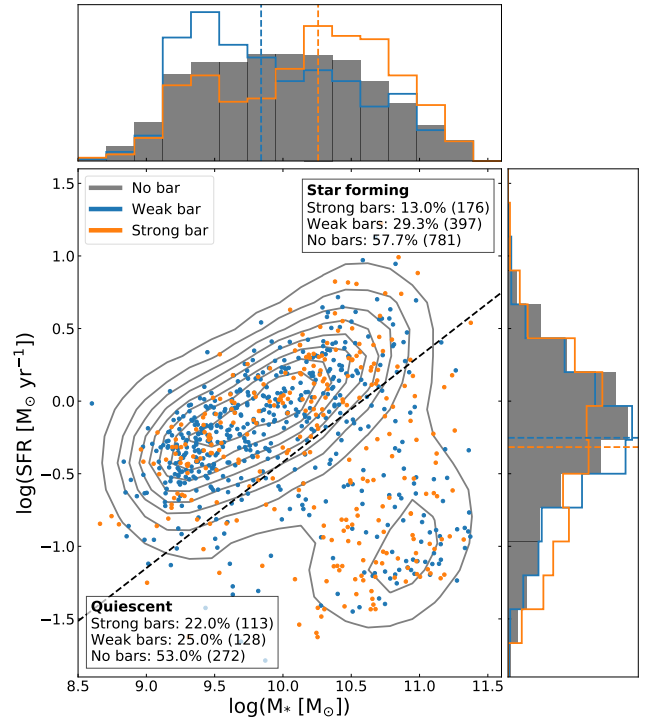 No bar
Weak bar
Strong bar
Star forming
Strong bars: 13.0% (176)
Weak bars: 29.3% (397)
No bars: 57.7% (781)
1.5
1.0
0.5
0.0
−0.5
−1.0
−1.5
log(SFR [M⊙ yr⁻¹])
Quiescent
Strong bars: 22.0% (113)
Weak bars: 25.0% (128)
No bars: 53.0% (272)
8.5 9.0 9.5 10.0 10.5 11.0 11.5
log(M* [M⊙])